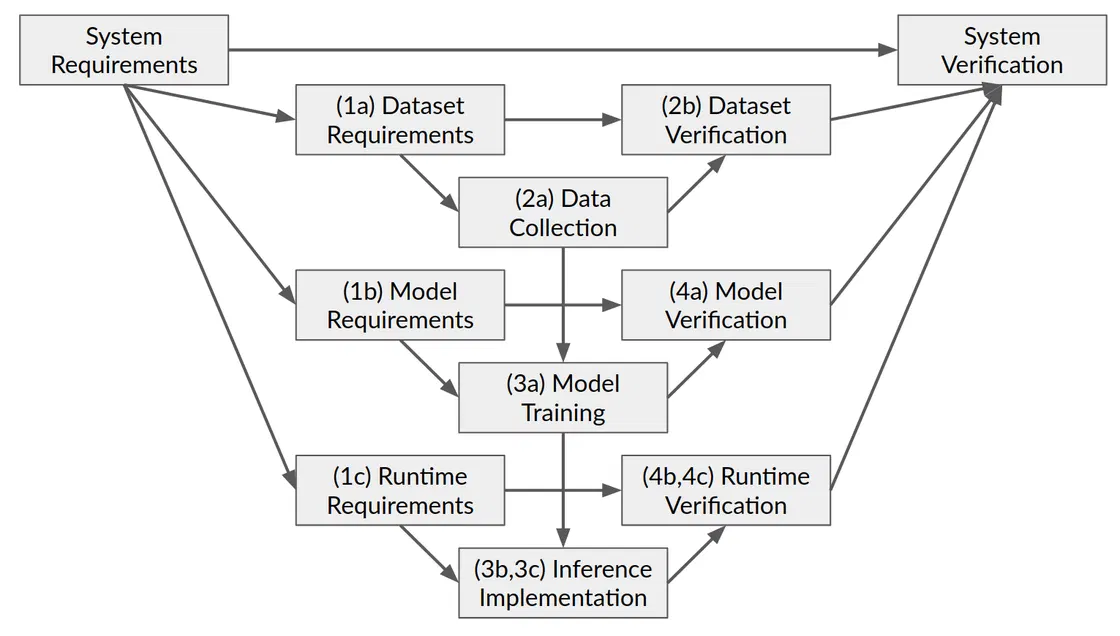 System
Requirements
System
Verification
(1a) Dataset
Requirements
(2b) Dataset
Verification
(2a) Data
Collection
(1b) Model
Requirements
(4a) Model
Verification
(3a) Model
Training
(1c) Runtime
Requirements
(4b,4c) Runtime
Verification
(3b,3c) Inference
Implementation